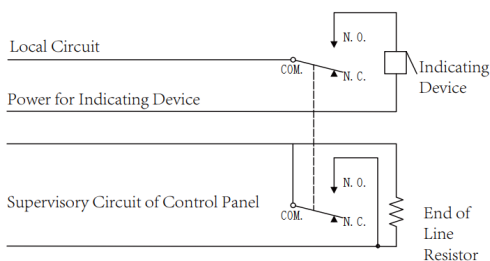 Local Circuit
N. O.
COM.
N. C.
Indicating
Device
Power for Indicating Device
N. O.
Supervisory Circuit of Control Panel
COM.
N. C.
End of
Line
Resistor